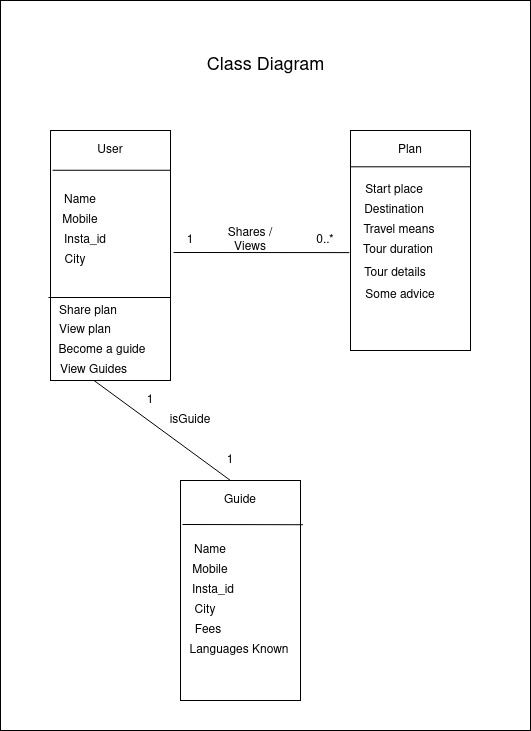 Class Diagram
User
Name
Mobile
Insta_id
City
Share plan
View plan
Become a guide
View Guides
1
Shares /
Views
0..*
Plan
Start place
Destination
Travel means
Tour duration
Tour details
Some advice
1
isGuide
1
Guide
Name
Mobile
Insta_id
City
Fees
Languages Known